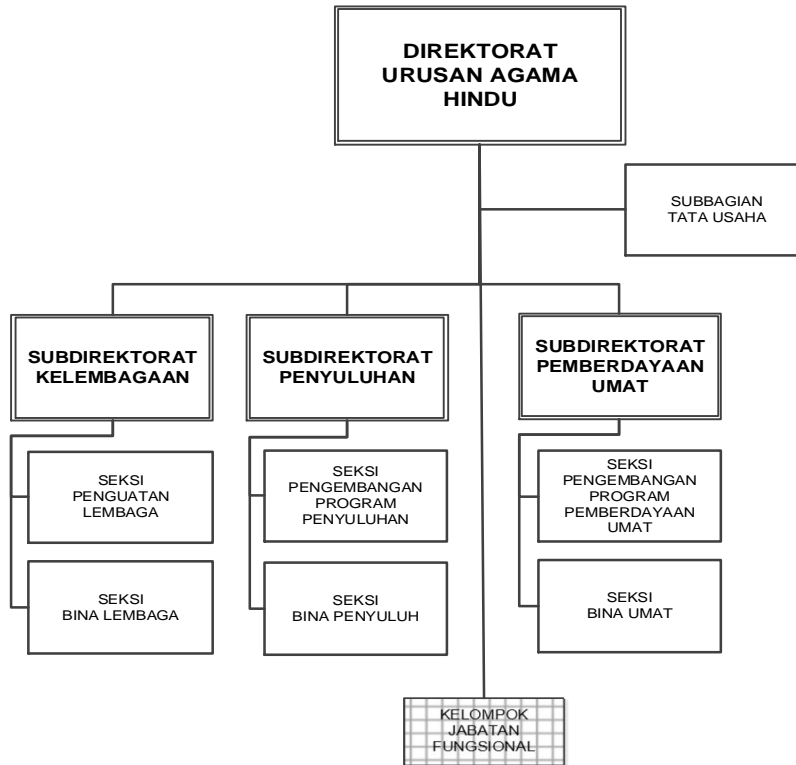 DIREKTORAT
URUSAN AGAMA
HINDU
SUBBAGIAN
TATA USAHA
SUBDIREKTORAT
KELEMBAGAAN
SUBDIREKTORAT
PENYULUHAN
SUBDIREKTORAT
PEMBERDAYAAN
UMAT
SEKSI
PENGUATAN
LEMBAGA
SEKSI
PENGEMBANGAN
PROGRAM
PENYULUHAN
SEKSI
PENGEMBANGAN
PROGRAM
PEMBERDAYAAN
UMAT
SEKSI
BINA LEMBAGA
SEKSI
BINA PENYULUH
SEKSI
BINA UMAT
KELOMPOK
JABATAN
FUNGSIONAL